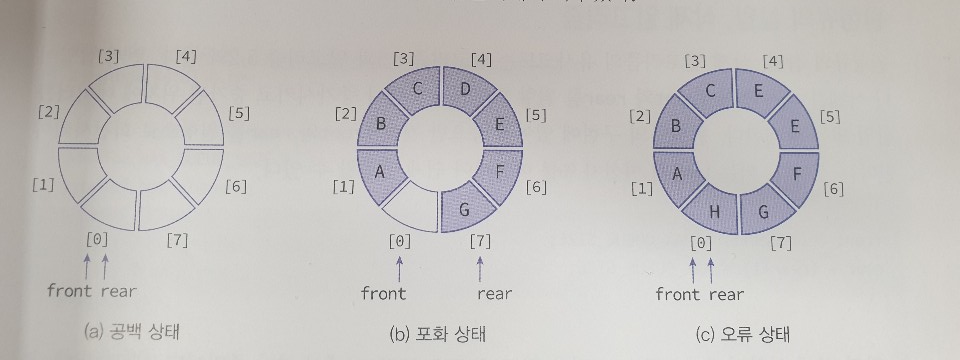 [3] [4] [3] [4] [3] [4]
C D C E
[2] [5] [2] B E [5] [2] B E [5]
A F A F
[1] [6] [1] [6] [1] [6]
G H G
[0] [7] [0] [7] [0] [7]
front rear front rear front rear
(a) 공백 상태 (b) 포화 상태 (c) 오류 상태